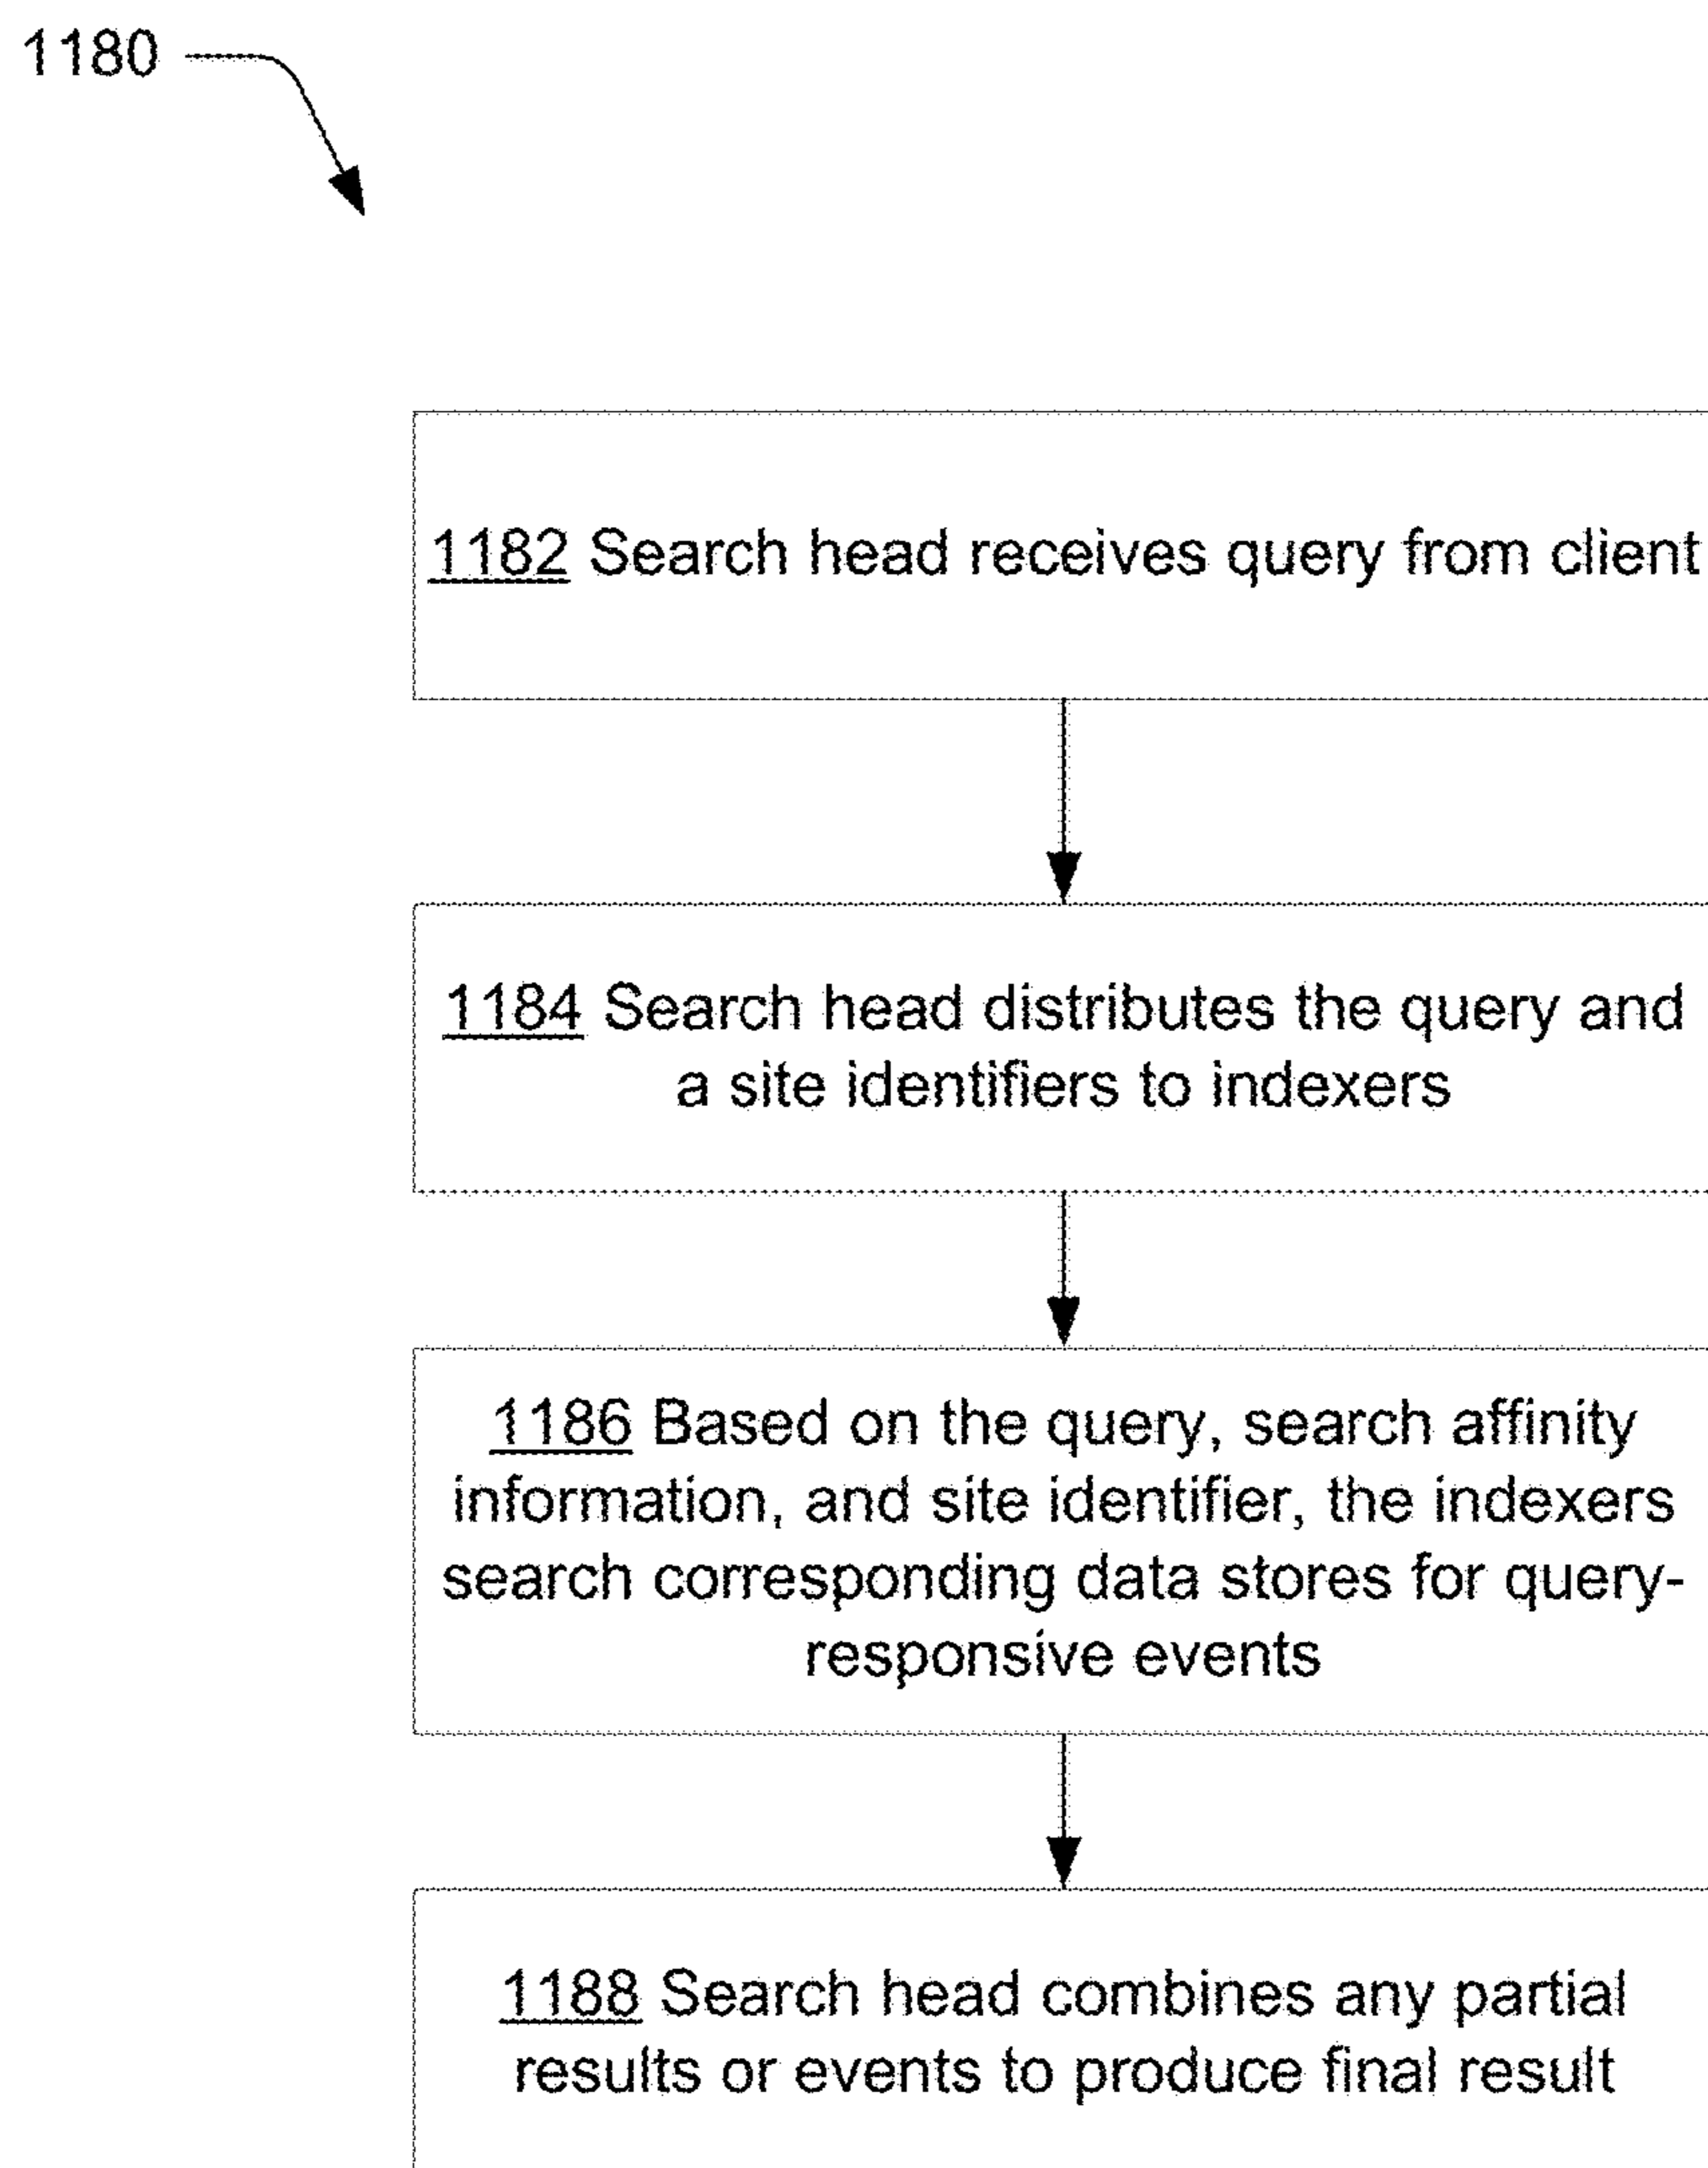 1180
1182 Search head receives query from client
1184 Search head distributes the query and
a site identifiers to indexers
1186 Based on the query, search affinity
information, and site identifier, the indexers
search corresponding data stores for query-
responsive events
1188 Search head combines any partial
results or events to produce final result